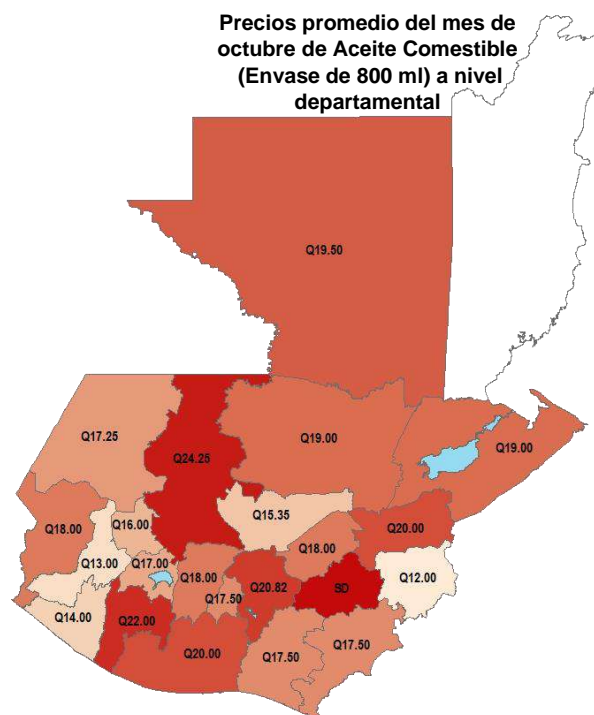 Precios promedio del mes de
octubre de Aceite Comestible
(Envase de 800 ml) a nivel
departamental
Q19.50
Q17.25
Q24.25
Q19.00
Q19.00
Q15.35
Q18.00
Q16.00
Q20.00
Q18.00
Q13.00
Q17.00
Q18.00
Q20.82
SD
Q12.00
Q17.50
Q14.00
Q22.00
Q20.00
Q17.50
Q17.50